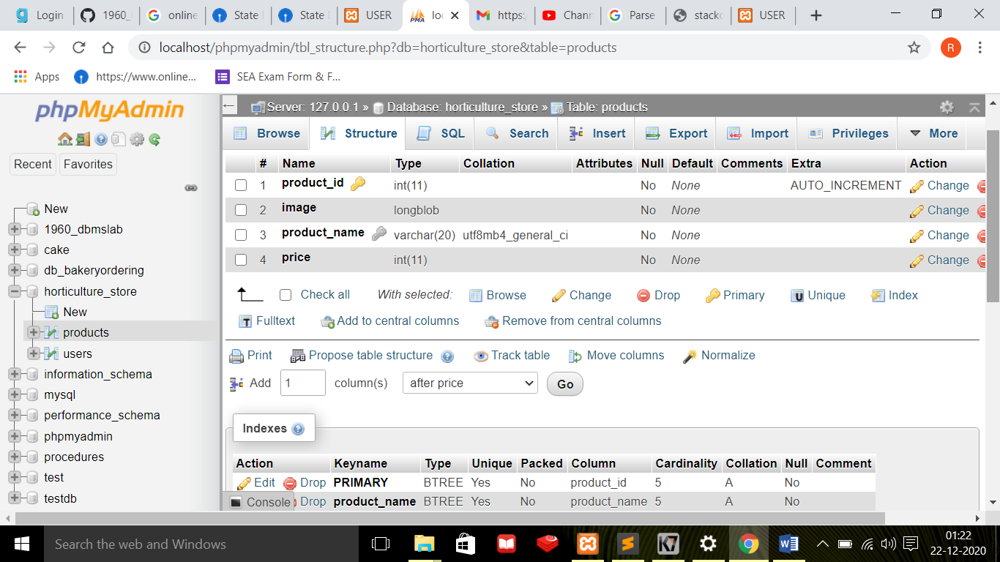 Login 1960_ online State State USER loc Gmail https:/ Chann Parse stacko USER
localhost/phpmyadmin/tbl_structure.php?db=horticulture_store&table=products R
Apps https://www.online... SEA Exam Form & F...
phpMyAdmin
Recent Favorites
New
1960_dbmslab
cake
db_bakeryordering
horticulture_store
New
products
users
information_schema
mysql
performance_schema
phpmyadmin
procedures
test
testdb
Server: 127.0.0.1 » Database: horticulture_store » Table: products
Browse Structure SQL Search Insert Export Import Privileges More
# Name Type Collation Attributes Null Default Comments Extra Action
1 product_id int(11) No None AUTO_INCREMENT Change
2 image longblob No None Change
3 product_name varchar(20) utf8mb4_general_ci No None Change
4 price int(11) No None Change
Check all With selected: Browse Change Drop Primary Unique Index
Fulltext Add to central columns Remove from central columns
Print Propose table structure Track table Move columns Normalize
Add 1 column(s) after price Go
Indexes
Action Keyname Type Unique Packed Column Cardinality Collation Null Comment
Edit Drop PRIMARY BTREE Yes No product_id 5 A No
Console Drop product_name BTREE Yes No product_name 5 A No
Search the web and Windows 01:22
22-12-2020